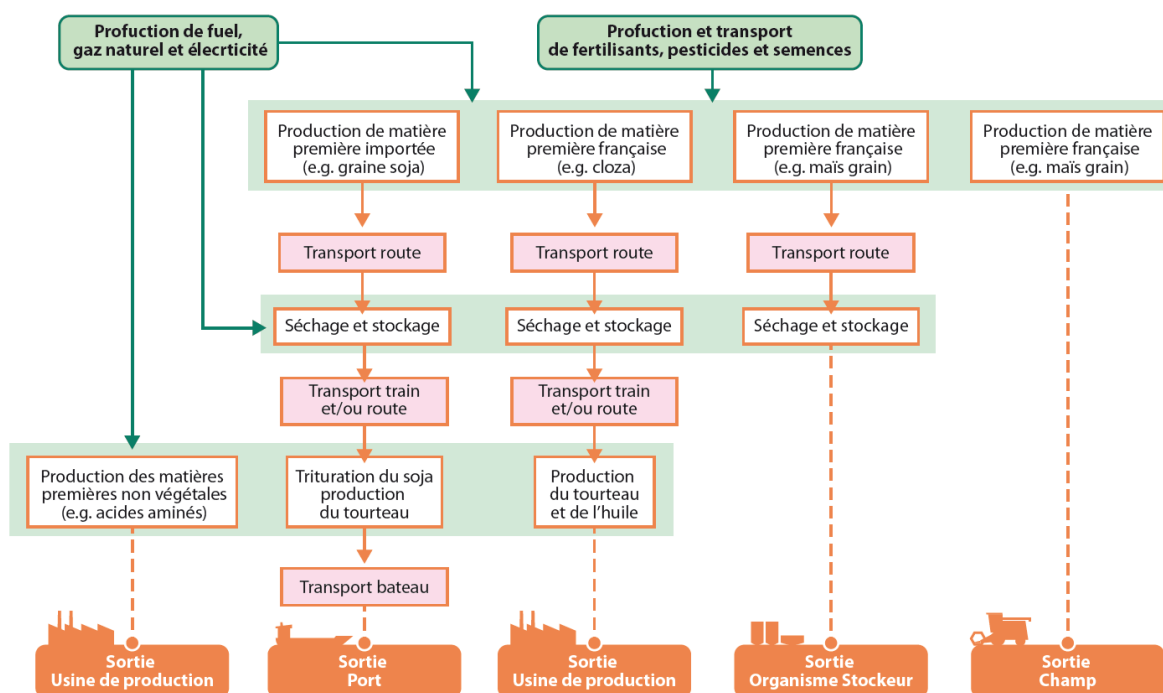 Profuction de fuel,
gaz naturel et élecrticité
Profuction et transport
de fertilisants, pesticides et semences
Production de matière
première importée
(e.g. graine soja)
Production de matière
première française
(e.g. cloza)
Production de matière
première française
(e.g. maïs grain)
Production de matière
première française
(e.g. maïs grain)
Transport route
Transport route
Transport route
Séchage et stockage
Séchage et stockage
Séchage et stockage
Transport train
et/ou route
Transport train
et/ou route
Production des matières
premières non végétales
(e.g. acides aminés)
Trituration du soja
production
du tourteau
Production
du tourteau
et de l’huile
Transport bateau
Sortie
Usine de production
Sortie
Port
Sortie
Usine de production
Sortie
Organisme Stockeur
Sortie
Champ